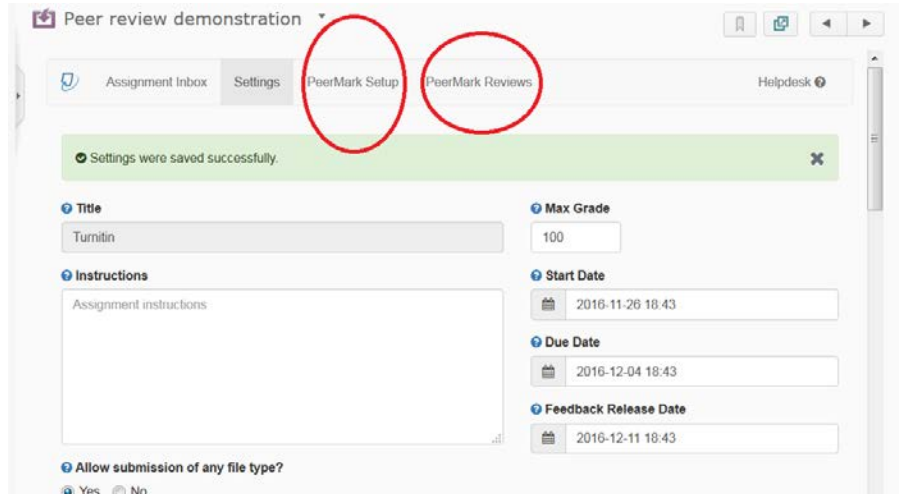 Peer review demonstration
Assignment Inbox Settings PeerMark Setup PeerMark Reviews Helpdesk
Settings were saved successfully.
Title
Turnitin
Max Grade
100
Instructions
Assignment instructions
Start Date
2016-11-26 18:43
Due Date
2016-12-04 18:43
Feedback Release Date
2016-12-11 18:43
Allow submission of any file type?
Yes No